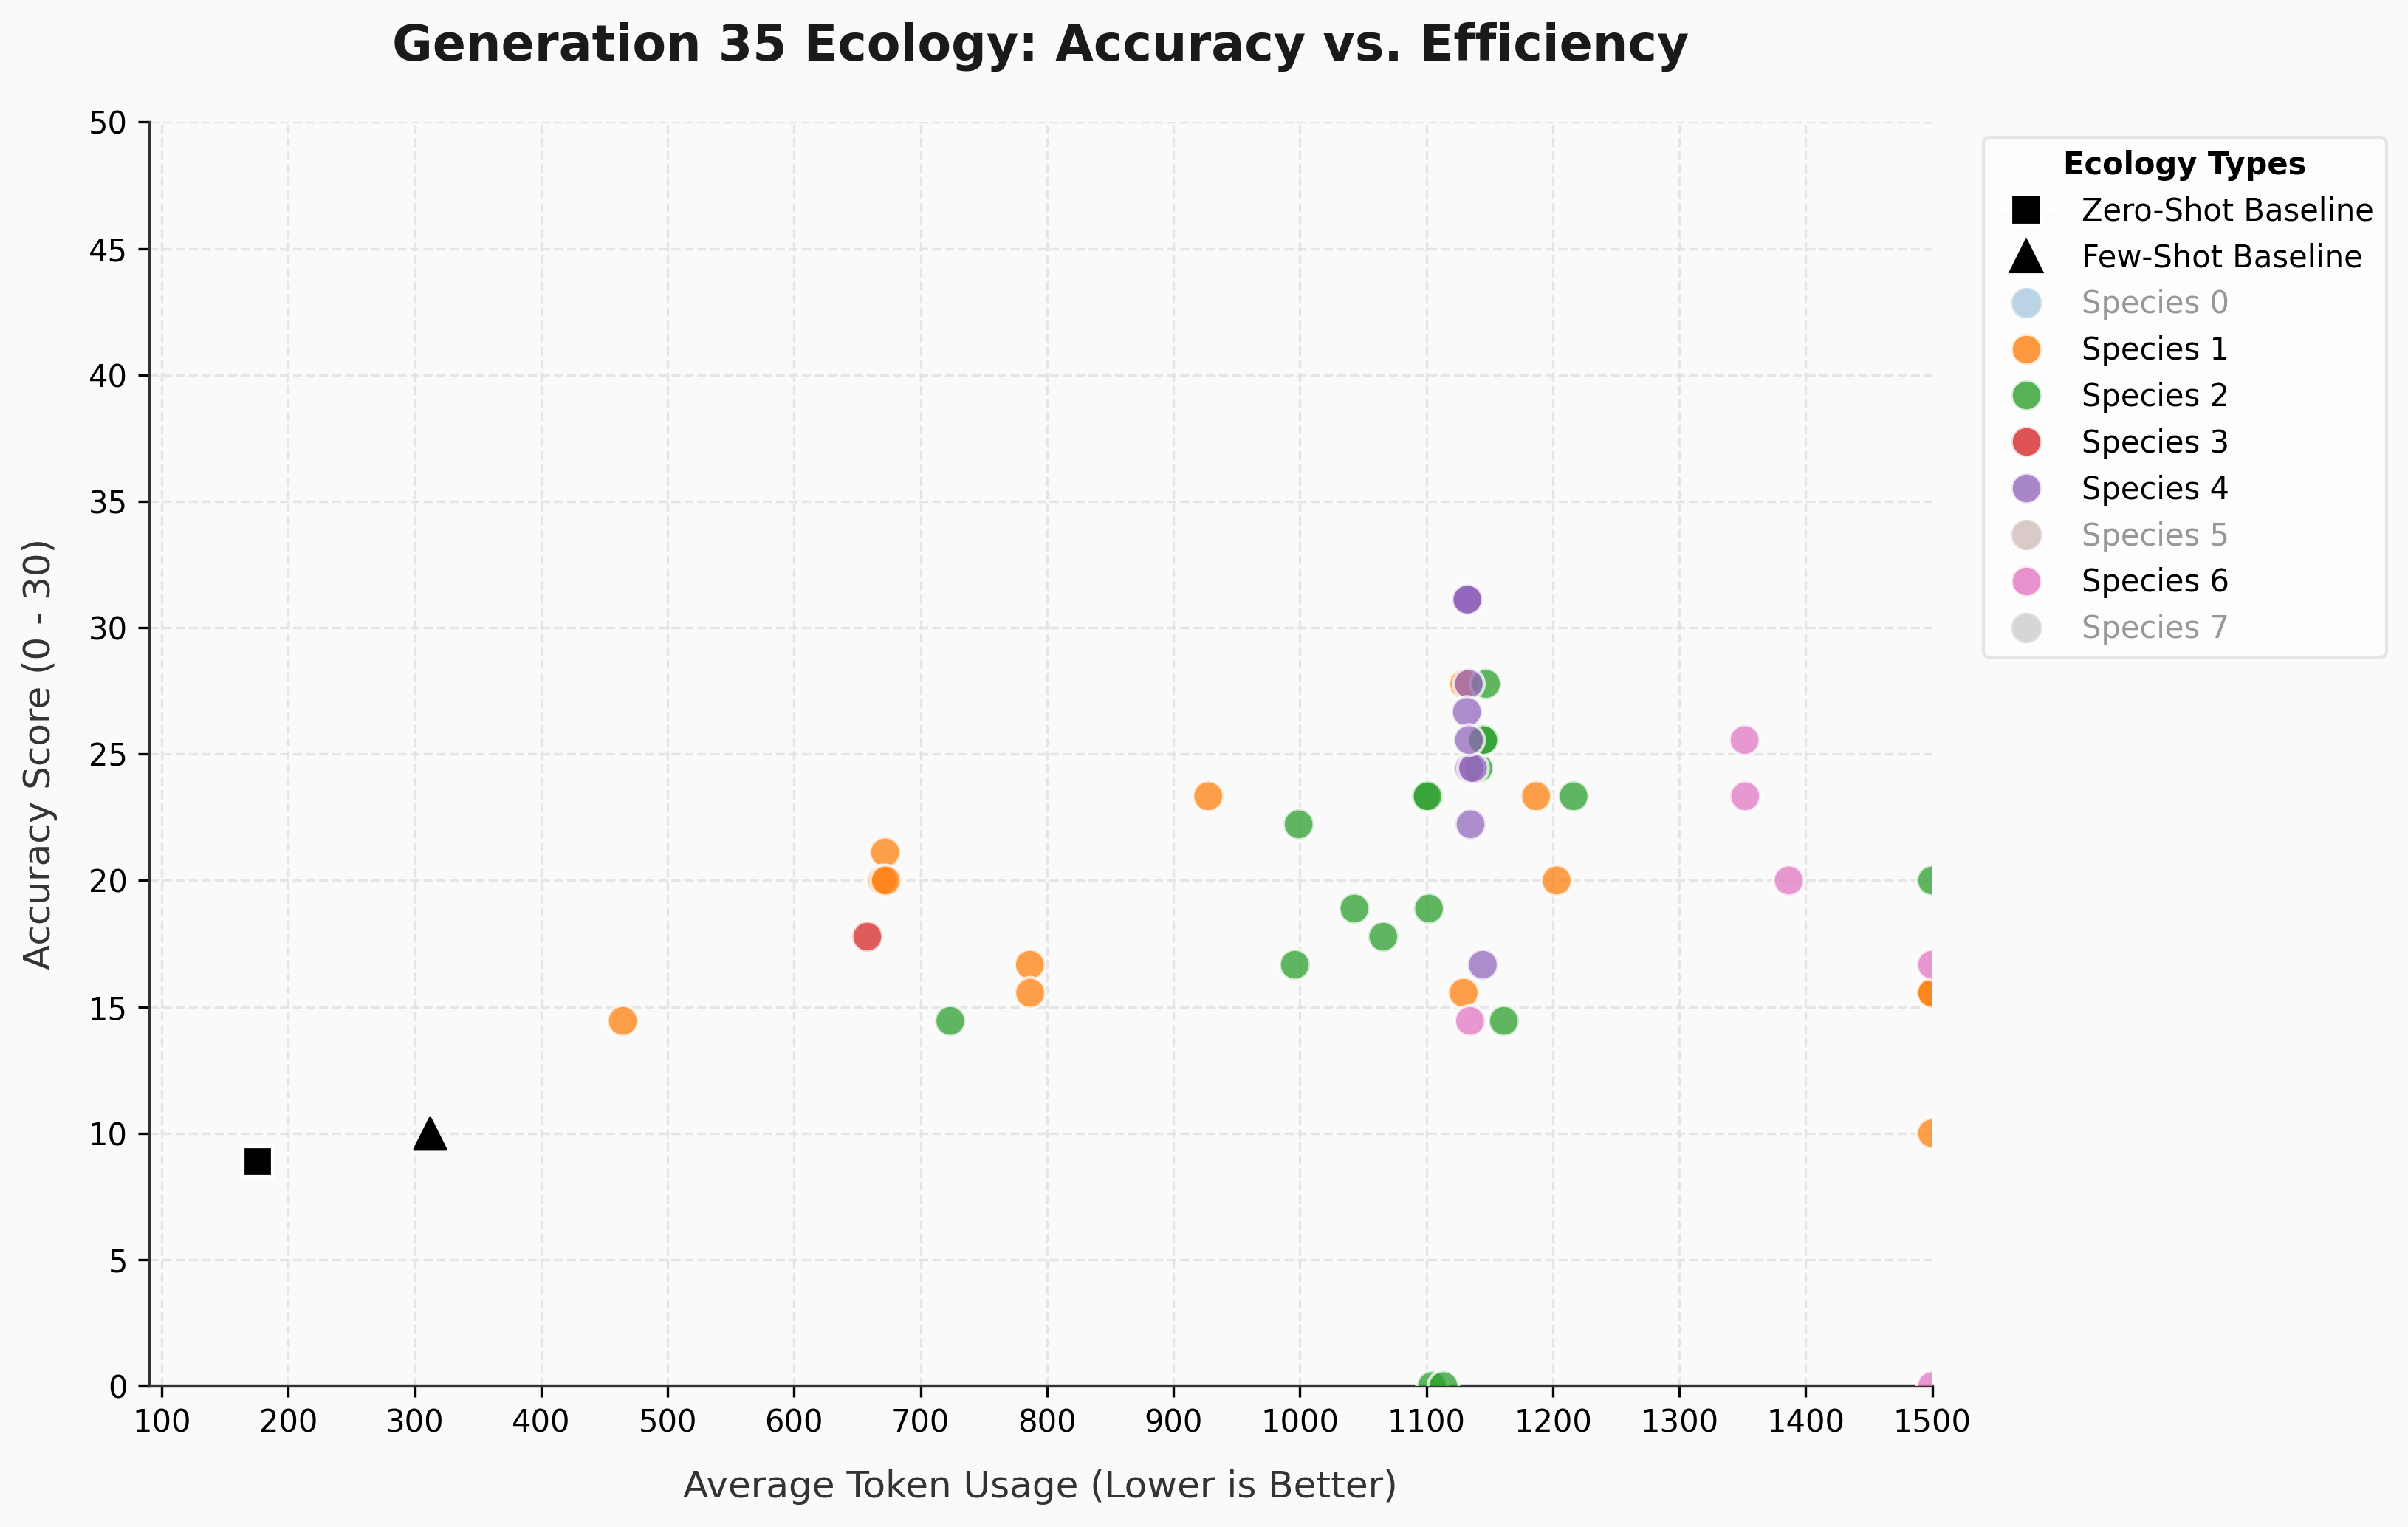 Generation 35 Ecology: Accuracy vs. Efficiency
50
45
40
35
30
25
20
15
10
5
0
Accuracy Score (0 - 30)
100 200 300 400 500 600 700 800 900 1000 1100 1200 1300 1400 1500
Average Token Usage (Lower is Better)
Ecology Types
Zero-Shot Baseline
Few-Shot Baseline
Species 0
Species 1
Species 2
Species 3
Species 4
Species 5
Species 6
Species 7